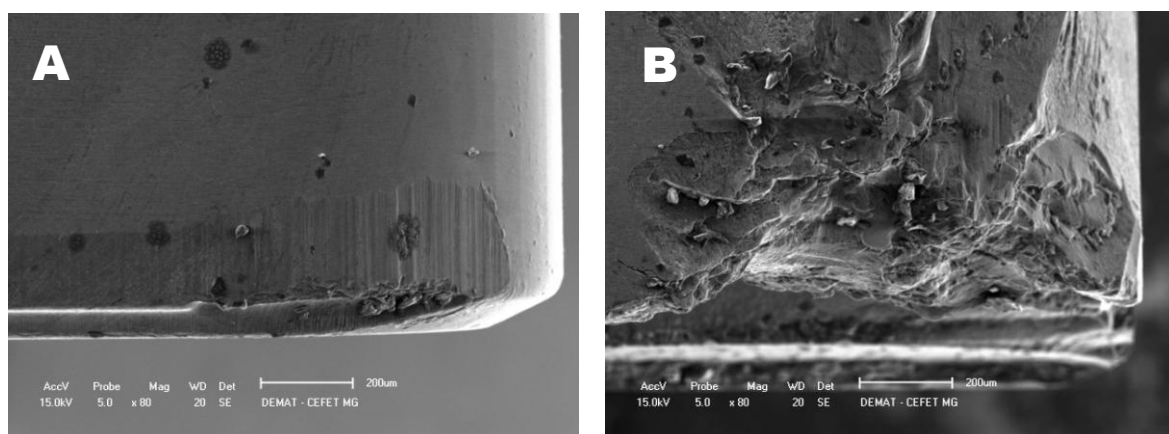 A
AccV Probe Mag WD Det 200um
15.0kV 5.0 x 80 20 SE DEMAT - CEFET MG
B
AccV Probe Mag WD Det 200um
15.0kV 5.0 x 80 20 SE DEMAT - CEFET MG